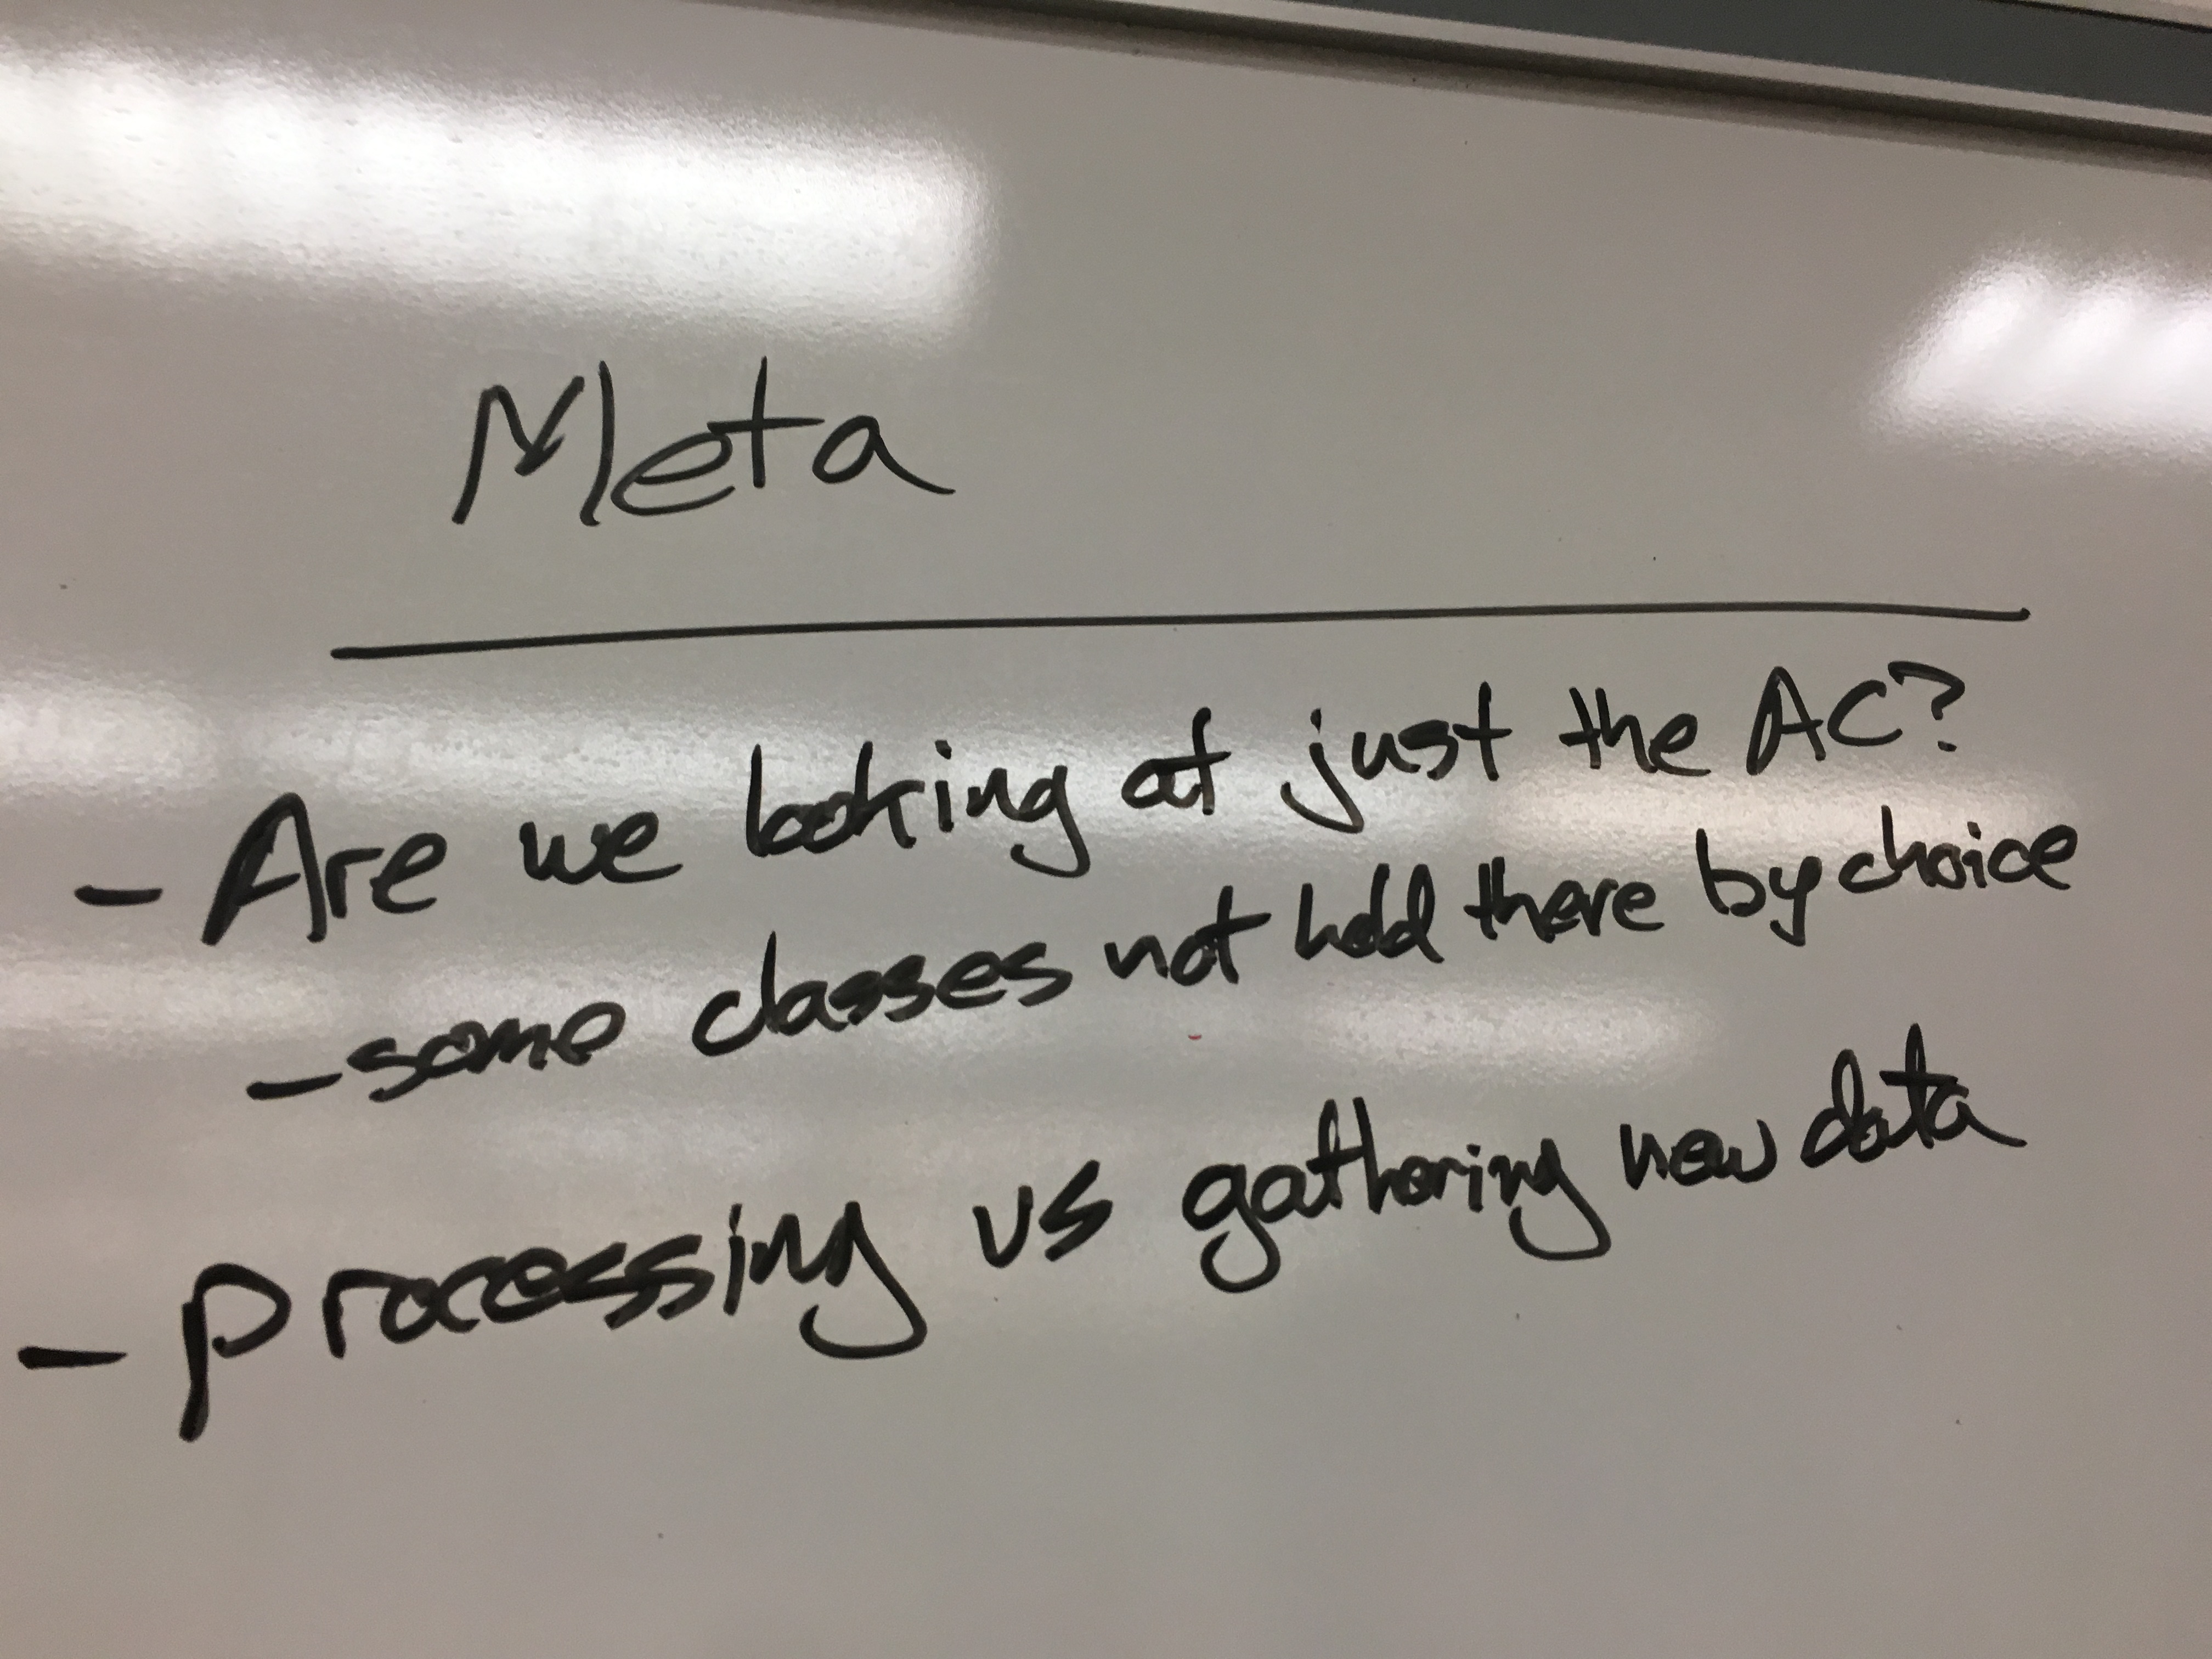 Meta
- Are we looking at just the AC?
- some classes not held there by choice
- processing vs gathering new data